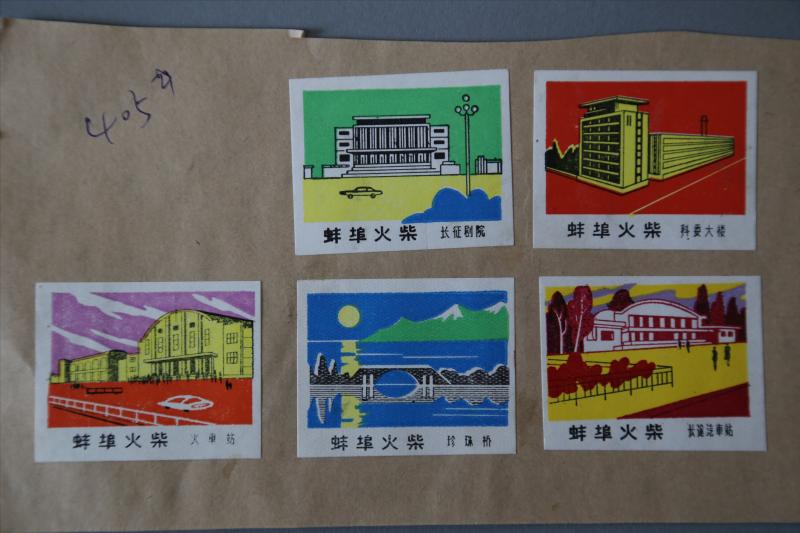 405
蚌埠火柴 长征剧院
蚌埠火柴 科委大楼
蚌埠火柴 火車站
蚌埠火柴 珍珠桥
蚌埠火柴 长途汽車站